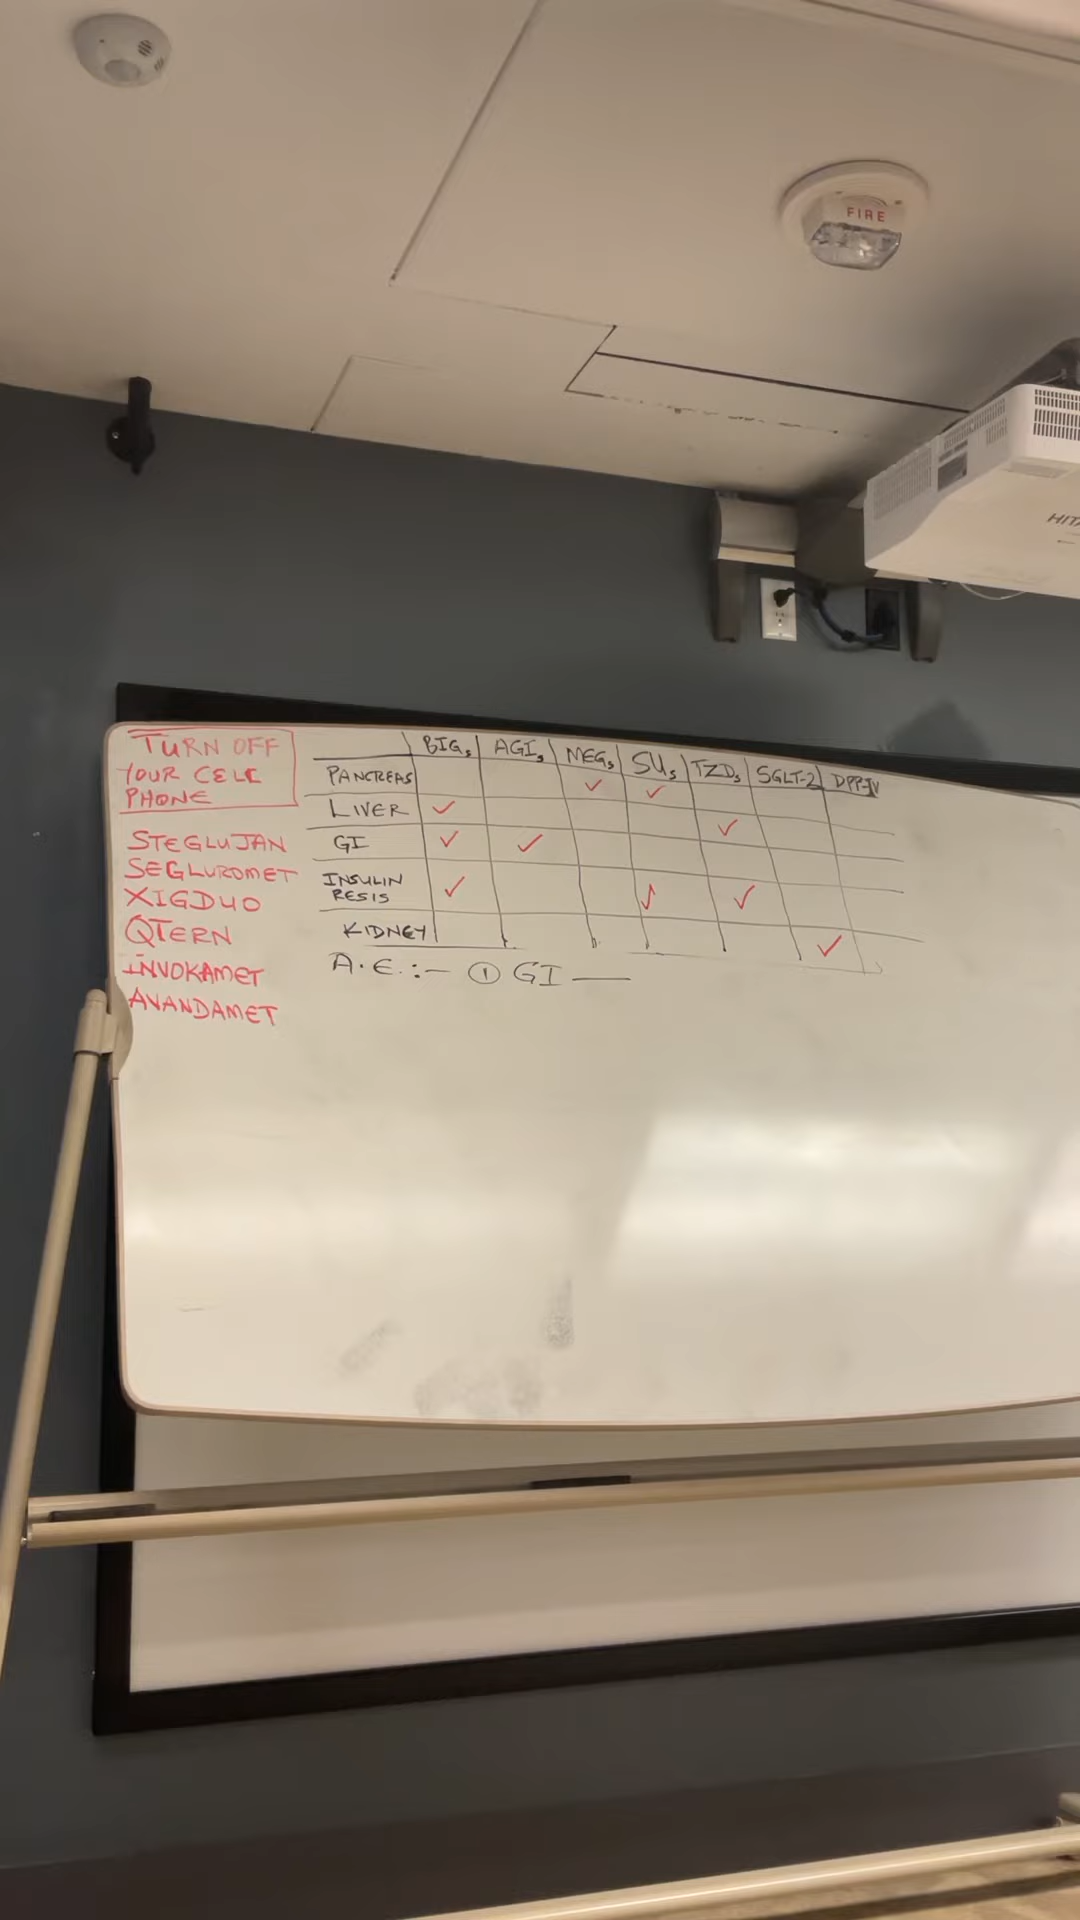 FIRE
TURN OFF
YOUR CELL
PHONE
STEGLUJAN
SEGLUROMET
XIGDUO
QTERN
INVOKAMET
AVANDAMET
BIGs AGIs MEGs SUs TZDs SGLT-2 DPP-IV
PANCREAS ✓ ✓
LIVER ✓ ✓
GI ✓ ✓
INSULIN
RESIS ✓ ✓ ✓
KIDNEY ✓
A.E.:- ① GI —